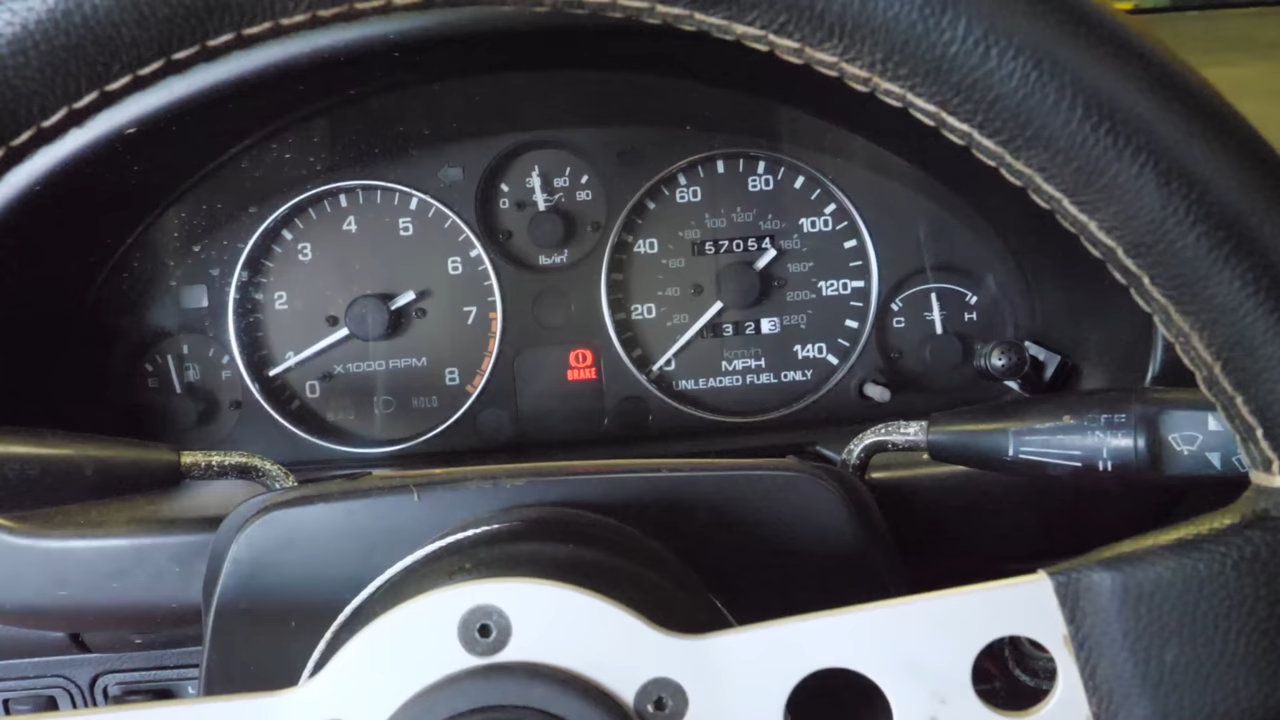 0 1 2 3 4 5 6 7 8
X1000 RPM
HOLD
E F
0 30 60 90
lb/in²
BRAKE
0 20 40 60 80 100 120 140
20 40 60 80 100 120 140 160 180 200 220
57054
323
km/h
MPH
UNLEADED FUEL ONLY
C H
OFF
INT